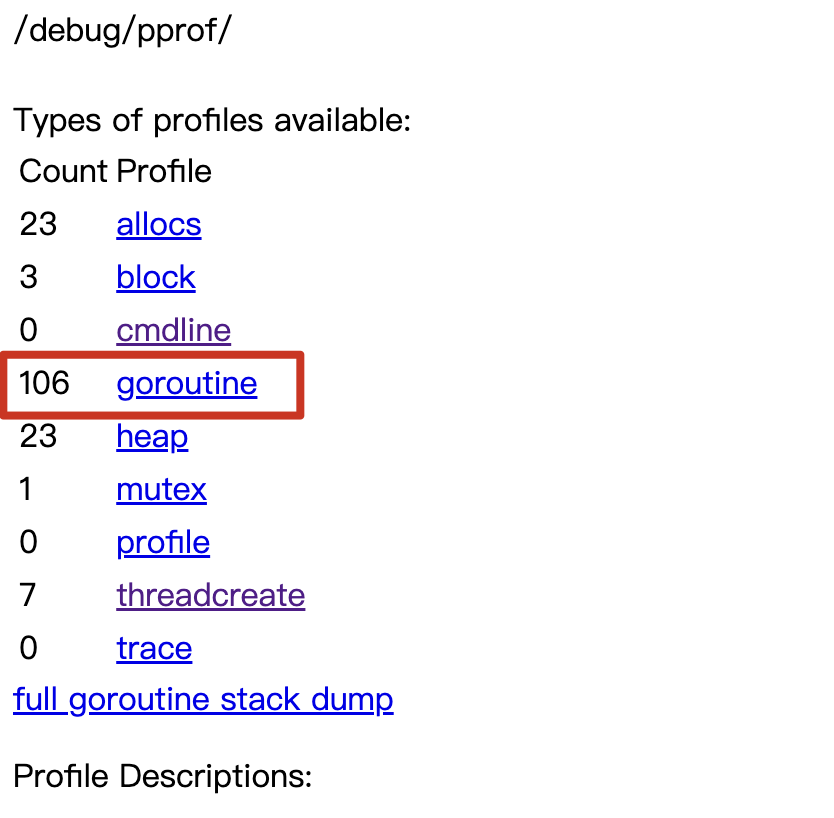 /debug/pprof/
Types of profiles available:
Count Profile
23 allocs
3 block
0 cmdline
106 goroutine
23 heap
1 mutex
0 profile
7 threadcreate
0 trace
full goroutine stack dump
Profile Descriptions: